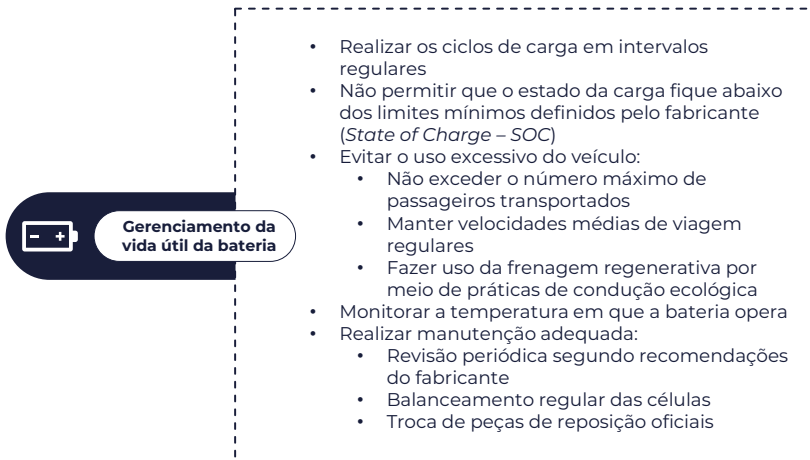 • Realizar os ciclos de carga em intervalos
regulares
• Não permitir que o estado da carga fique abaixo
dos limites mínimos definidos pelo fabricante
(State of Charge – SOC)
• Evitar o uso excessivo do veículo:
• Não exceder o número máximo de
passageiros transportados
• Manter velocidades médias de viagem
regulares
• Fazer uso da frenagem regenerativa por
meio de práticas de condução ecológica
• Monitorar a temperatura em que a bateria opera
• Realizar manutenção adequada:
• Revisão periódica segundo recomendações
do fabricante
• Balanceamento regular das células
• Troca de peças de reposição oficiais
Gerenciamento da
vida útil da bateria